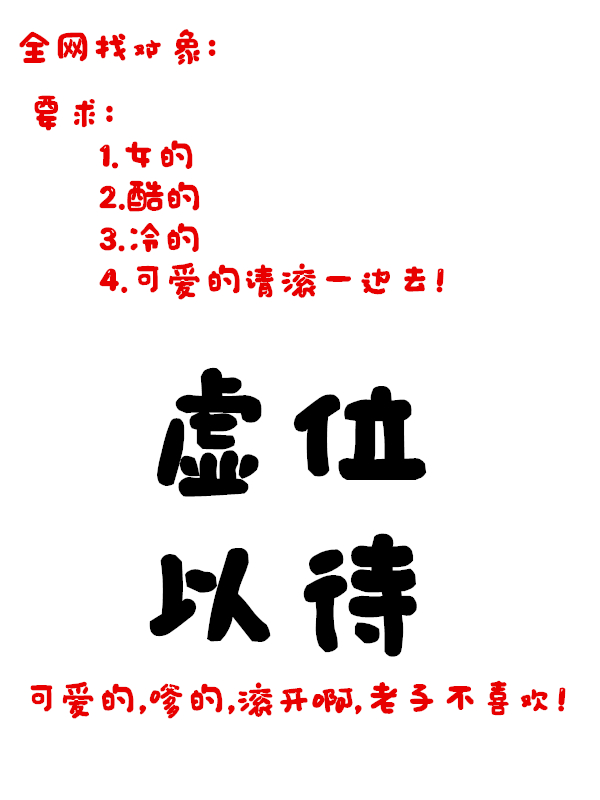 全网找对象:
要求:
1.女的
2.酷的
3.冷的
4.可爱的请滚一边去!
虚位
以待
可爱的,嗲的,滚开啊,老子不喜欢!